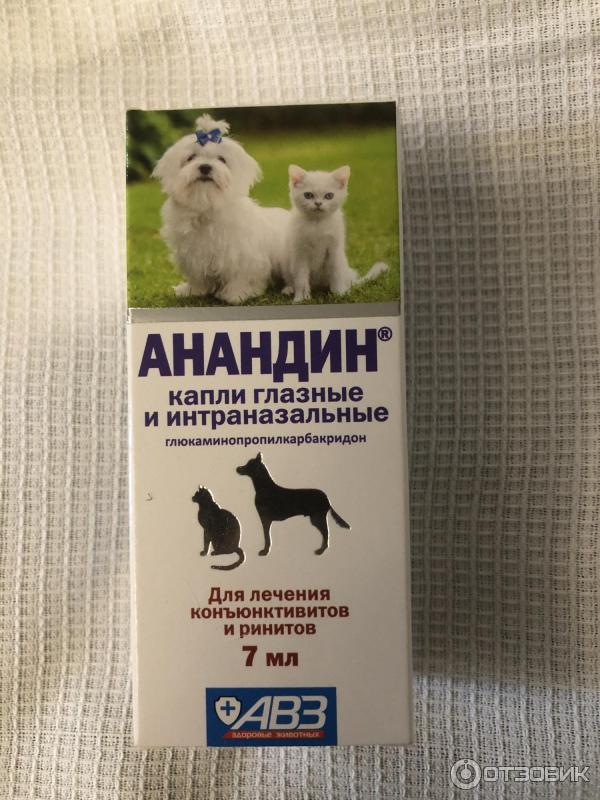 АНАНДИН®
капли глазные
и интраназальные
глюкаминопропилкарбакридон
Для лечения
конъюнктивитов
и ринитов
7 мл
АВЗ
здоровье животных
ОТЗОВИК